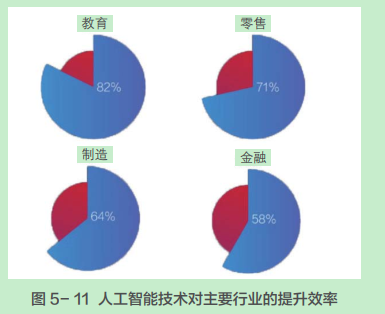 教育
零售
82%
71%
制造
金融
64%
58%
图 5-11 人工智能技术对主要行业的提升效率